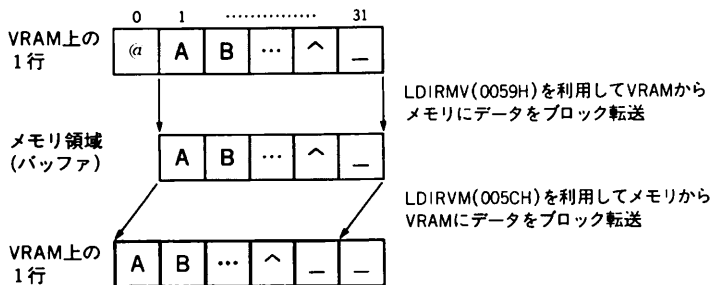 0 1 ………… 31
VRAM上の
1行
@ A B … ^ _
LDIRMV(0059H)を利用してVRAMから
メモリにデータをブロック転送
メモリ領域
(バッファ)
A B … ^ _
LDIRVM(005CH)を利用してメモリから
VRAMにデータをブロック転送
VRAM上の
1行
A B … ^ _ _